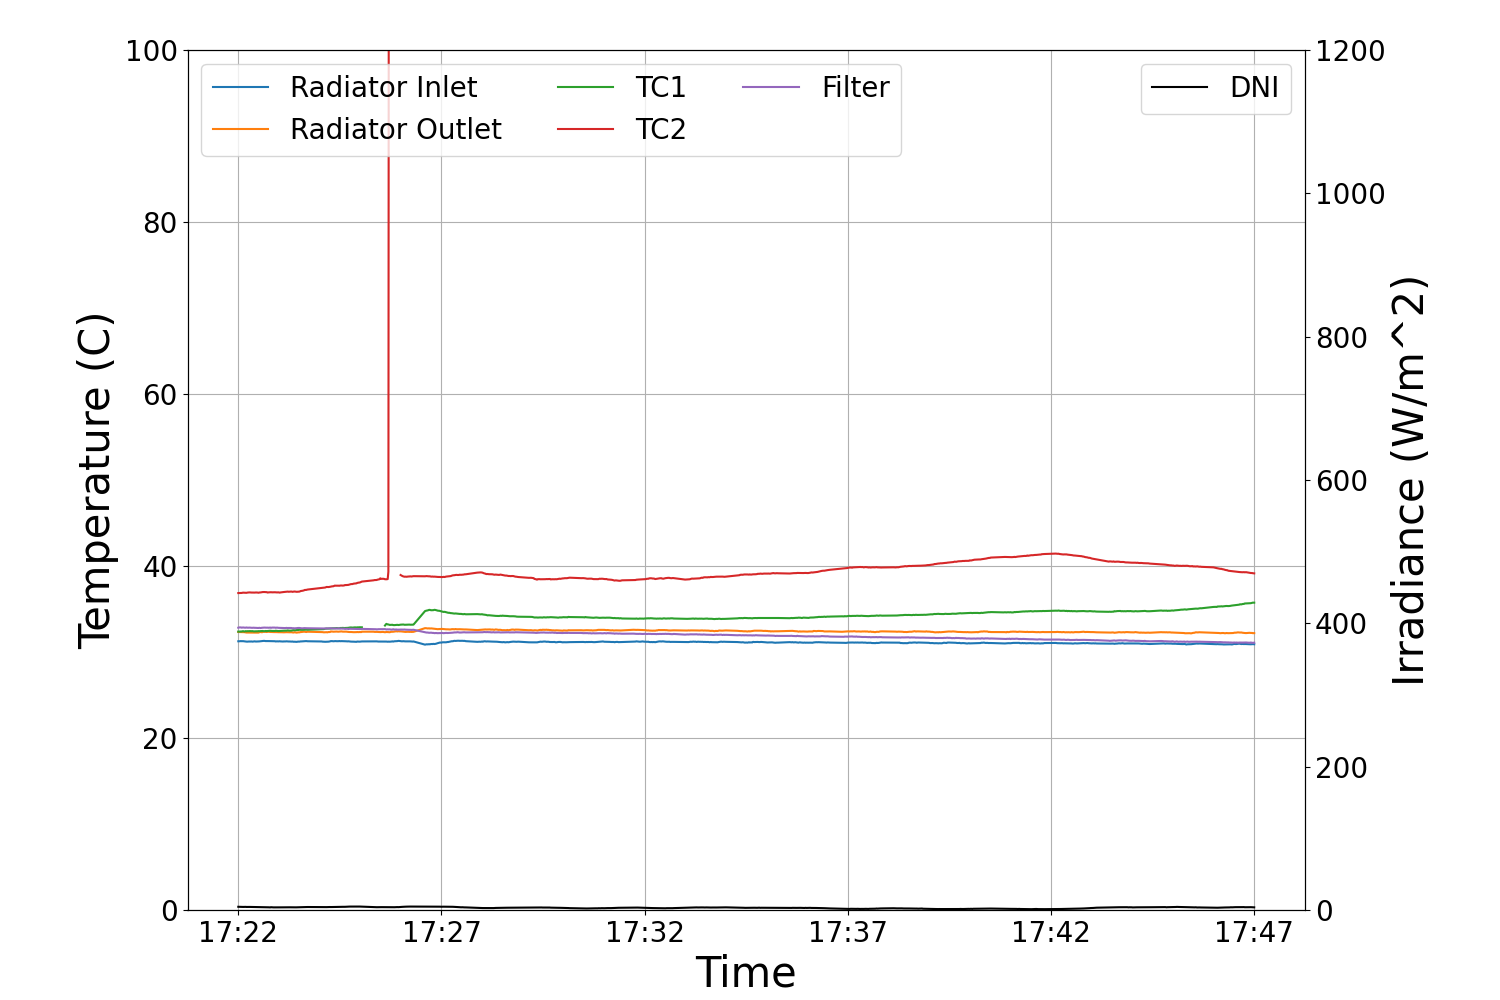 Radiator Inlet
Radiator Outlet
TC1
TC2
Filter
DNI
100
80
60
40
20
0
Temperature (C)
1200
1000
800
600
400
200
0
Irradiance (W/m^2)
17:22 17:27 17:32 17:37 17:42 17:47
Time